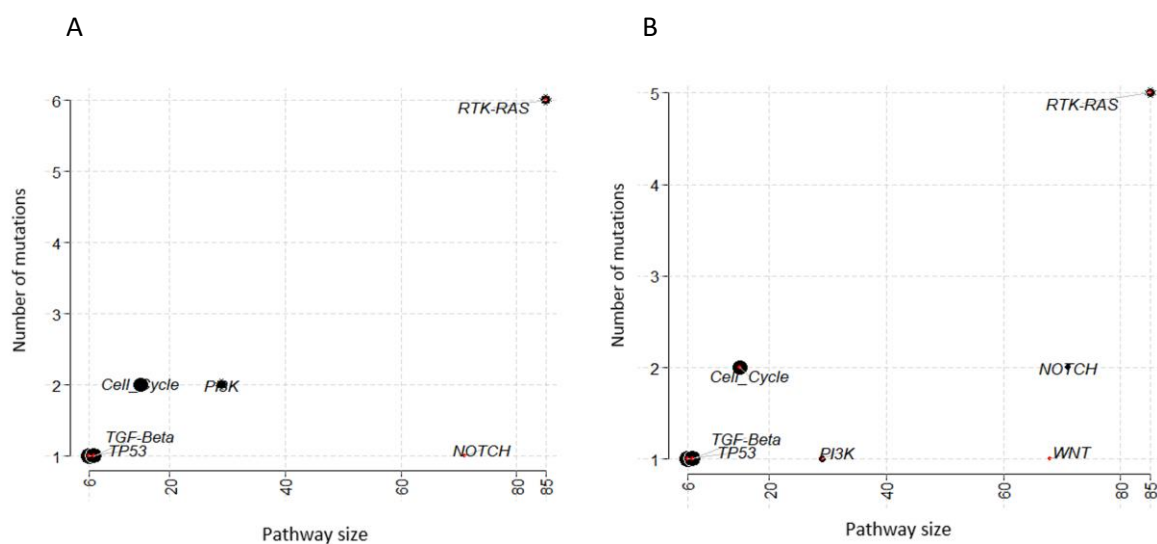 A
Number of mutations
6
5
4
3
2
1
RTK-RAS
Cell_Cycle
PI3K
TGF-Beta
TP53
NOTCH
6
20
40
60
80
85
Pathway size
B
Number of mutations
5
4
3
2
1
RTK-RAS
Cell_Cycle
NOTCH
TGF-Beta
TP53
PI3K
WNT
6
20
40
60
80
85
Pathway size